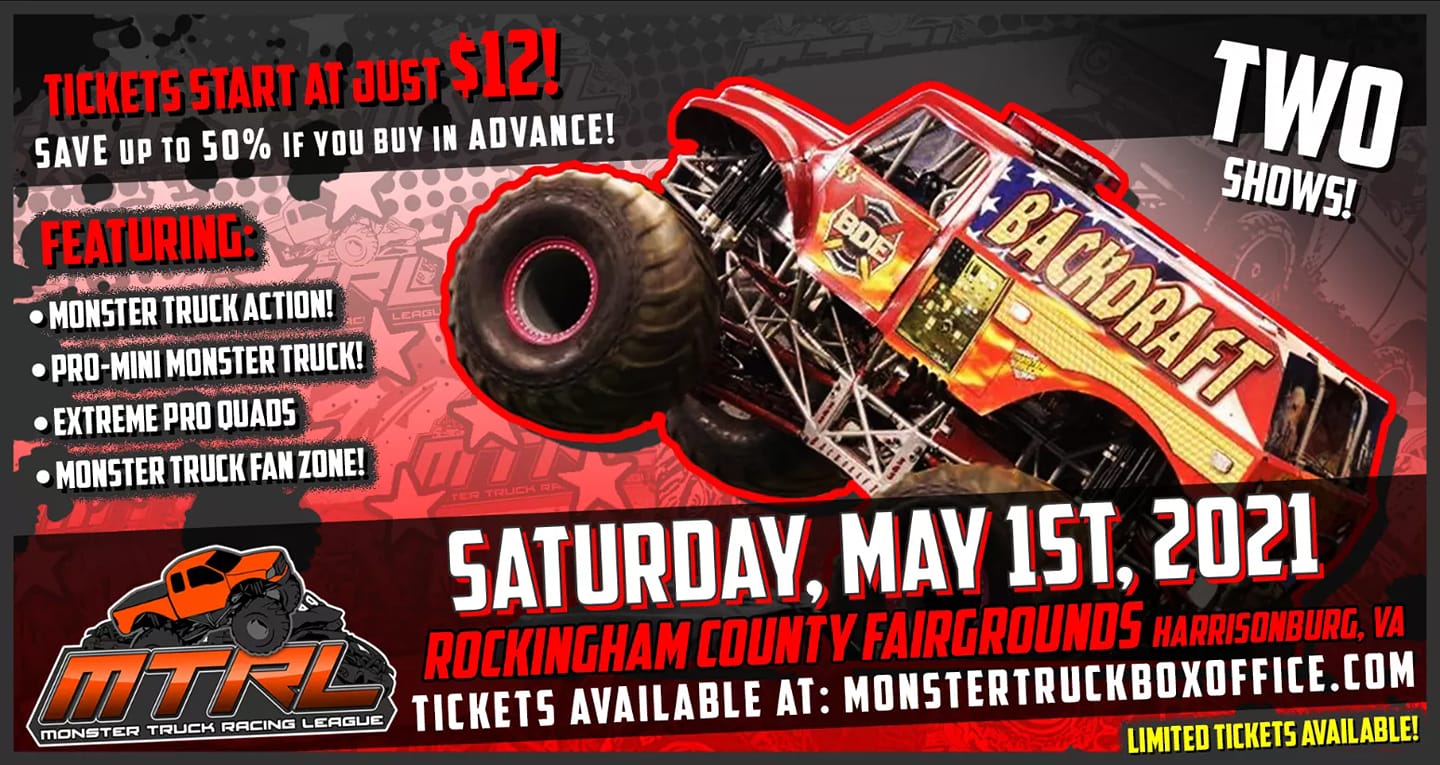 TICKETS START AT JUST $12!
SAVE UP TO 50% IF YOU BUY IN ADVANCE!
TWO
SHOWS!
FEATURING:
• MONSTER TRUCK ACTION!
• PRO-MINI MONSTER TRUCK!
• EXTREME PRO QUADS
• MONSTER TRUCK FAN ZONE!
BDE
BACKDRAFT
SATURDAY, MAY 1ST, 2021
ROCKINGHAM COUNTY FAIRGROUNDS HARRISONBURG, VA
TICKETS AVAILABLE AT: MONSTERTRUCKBOXOFFICE.COM
LIMITED TICKETS AVAILABLE!
MTRL
MONSTER TRUCK RACING LEAGUE